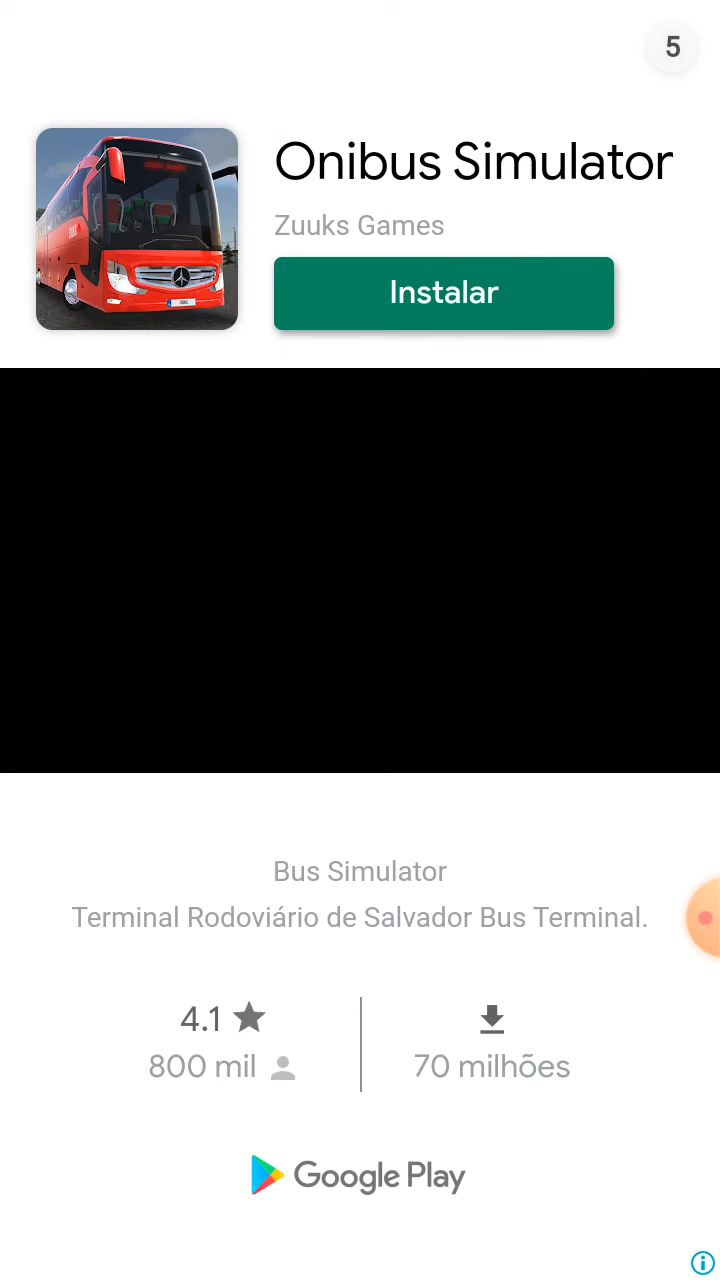 5
Onibus Simulator
Zuuks Games
Instalar
Bus Simulator
Terminal Rodoviário de Salvador Bus Terminal.
4.1
800 mil
70 milhões
Google Play